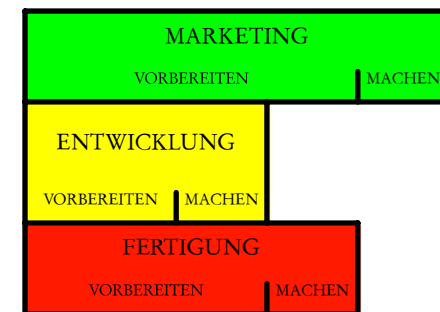 MARKETING
VORBEREITEN MACHEN
ENTWICKLUNG
VORBEREITEN MACHEN
FERTIGUNG
VORBEREITEN MACHEN